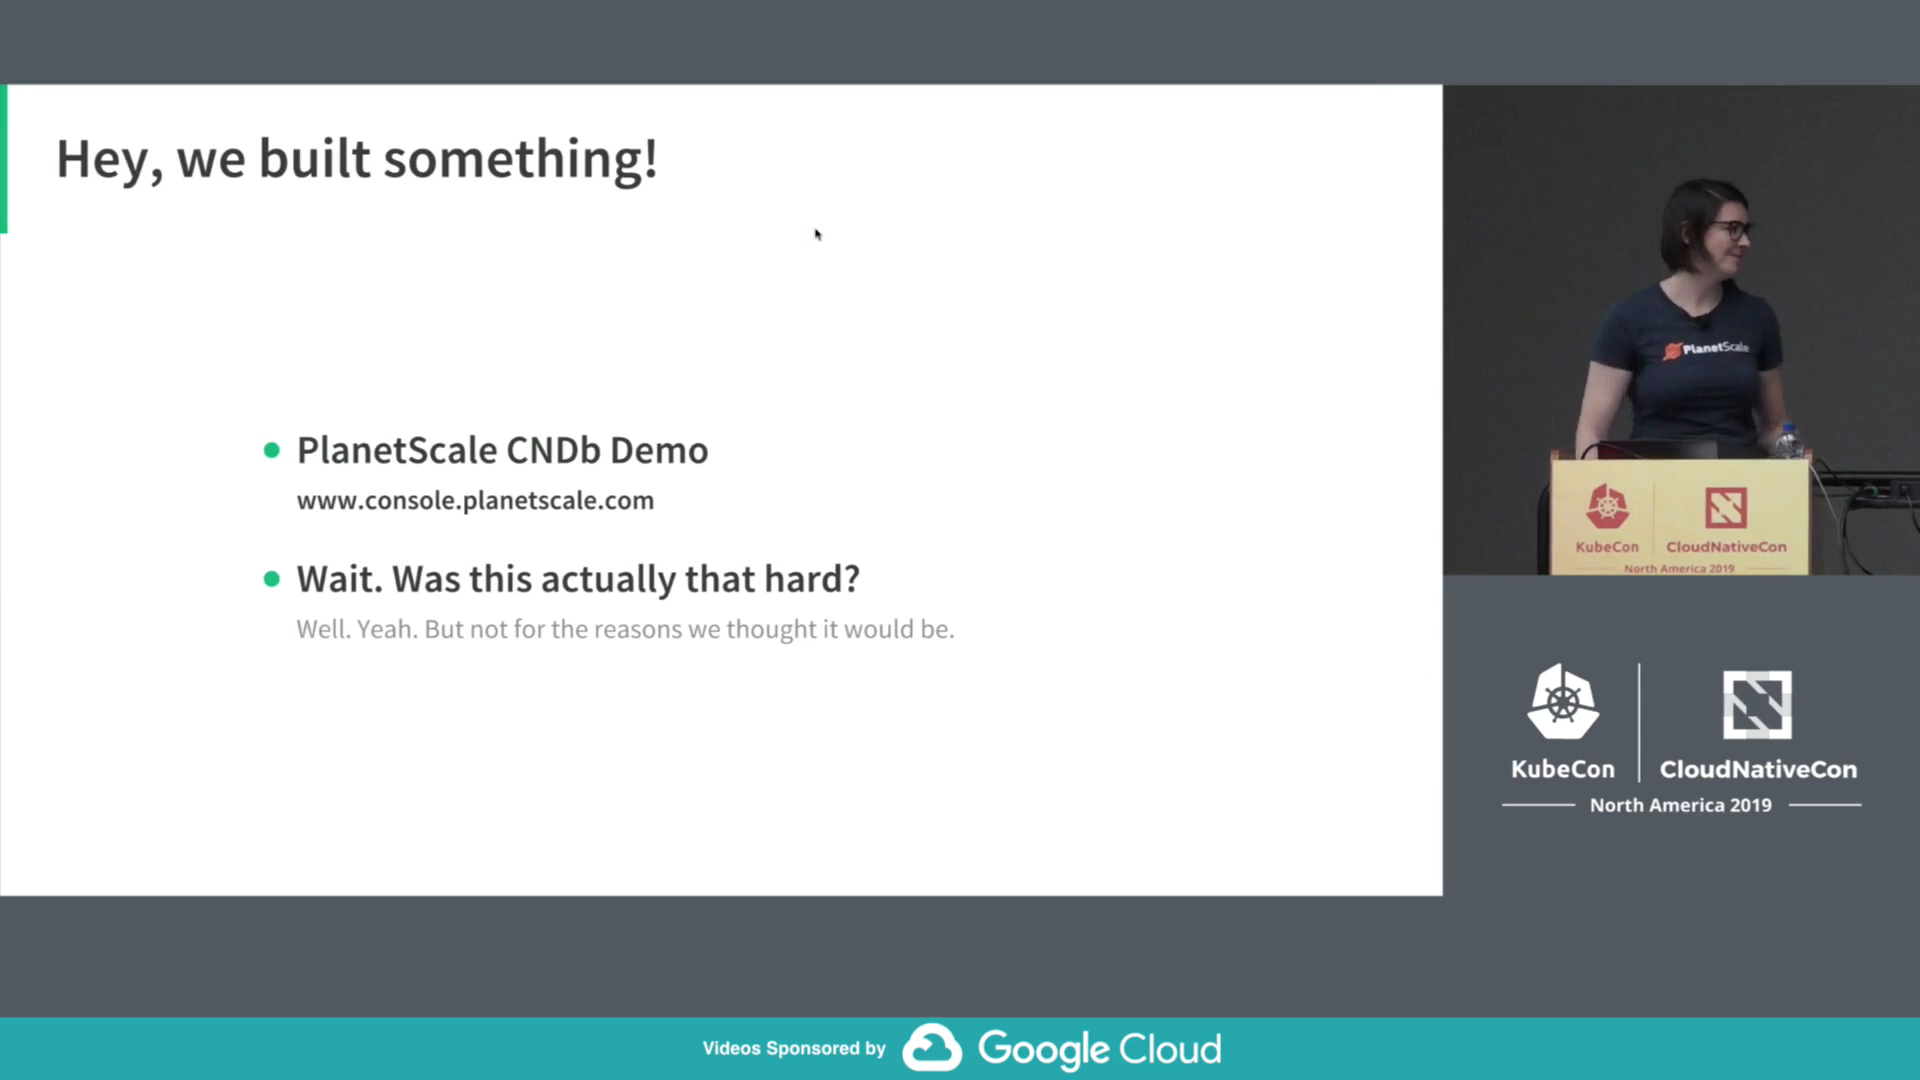 Hey, we built something!
PlanetScale CNDb Demo
www.console.planetscale.com
Wait. Was this actually that hard?
Well. Yeah. But not for the reasons we thought it would be.
PlanetScale
KubeCon
CloudNativeCon
North America 2019
KubeCon
CloudNativeCon
North America 2019
Videos Sponsored by
Google Cloud